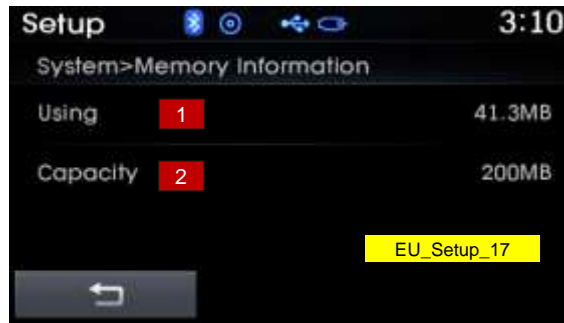 Setup 3:10
System>Memory Information
Using 1 41.3MB
Capacity 2 200MB
EU_Setup_17